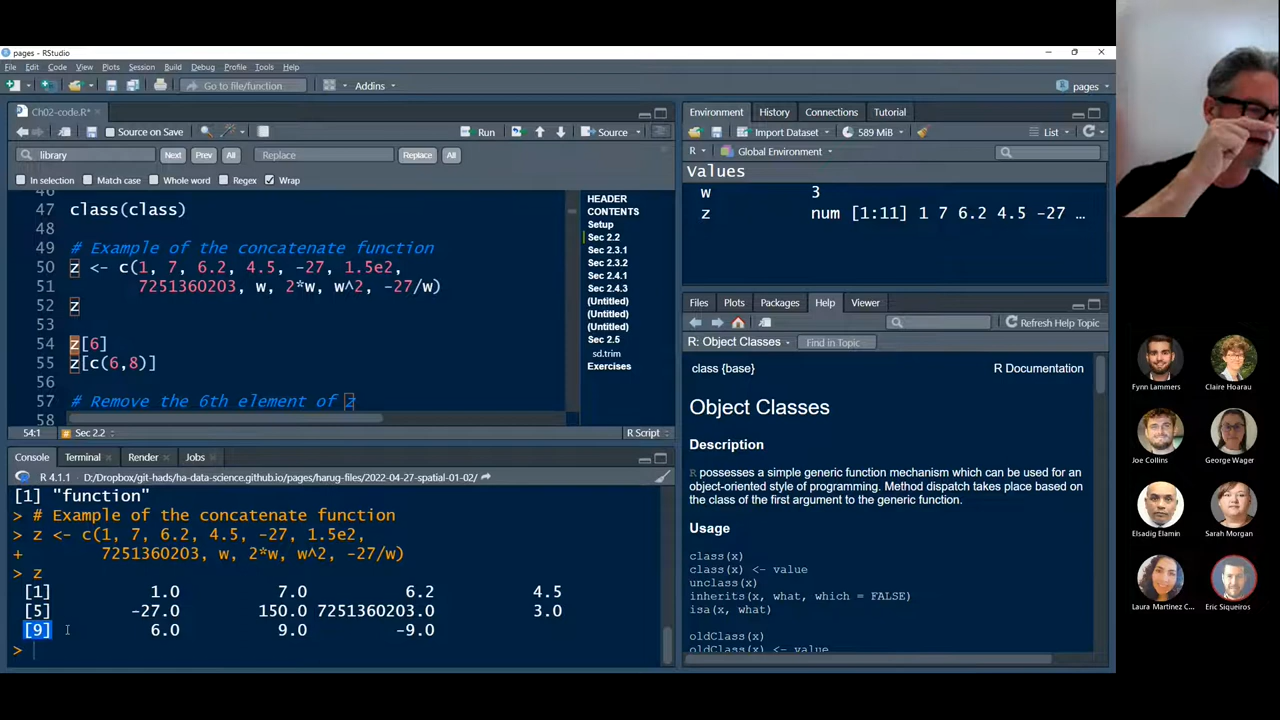 pages - RStudio
File Edit Code View Plots Session Build Debug Profile Tools Help
Go to file/function Addins pages
Ch02-code.R*
Source on Save Run Source
library Next Prev All Replace Replace All
In selection Match case Whole word Regex Wrap
46
47 class(class)
48
49 # Example of the concatenate function
50 z <- c(1, 7, 6.2, 4.5, -27, 1.5e2,
51 7251360203, w, 2*w, w^2, -27/w)
52 z
53
54 z[6]
55 z[c(6,8)]
56
57 # Remove the 6th element of z
58
HEADER
CONTENTS
Setup
Sec 2.2
Sec 2.3.1
Sec 2.3.2
Sec 2.4.1
Sec 2.4.3
(Untitled)
(Untitled)
(Untitled)
Sec 2.5
sd.trim
Exercises
54:1 # Sec 2.2 R Script
Console Terminal Render Jobs
R 4.1.1 · D:/Dropbox/git-hads/ha-data-science.github.io/pages/harug-files/2022-04-27-spatial-01-02/
[1] "function"
> # Example of the concatenate function
> z <- c(1, 7, 6.2, 4.5, -27, 1.5e2,
+ 7251360203, w, 2*w, w^2, -27/w)
> z
[1] 1.0 7.0 6.2 4.5
[5] -27.0 150.0 7251360203.0 3.0
[9] 6.0 9.0 -9.0
>
Environment History Connections Tutorial
Import Dataset 589 MiB List
R Global Environment
Values
w 3
z num [1:11] 1 7 6.2 4.5 -27 …
Files Plots Packages Help Viewer
Refresh Help Topic
R: Object Classes Find in Topic
class {base} R Documentation
Object Classes
Description
R possesses a simple generic function mechanism which can be used for an
object-oriented style of programming. Method dispatch takes place based on
the class of the first argument to the generic function.
Usage
class(x)
class(x) <- value
unclass(x)
inherits(x, what, which = FALSE)
isa(x, what)
oldClass(x)
oldClass(x) <- value
Fynn Lammers Claire Hoarau
Joe Collins George Wager
Elsadig Elamin Sarah Morgan
Laura Martinez C... Eric Siqueiros